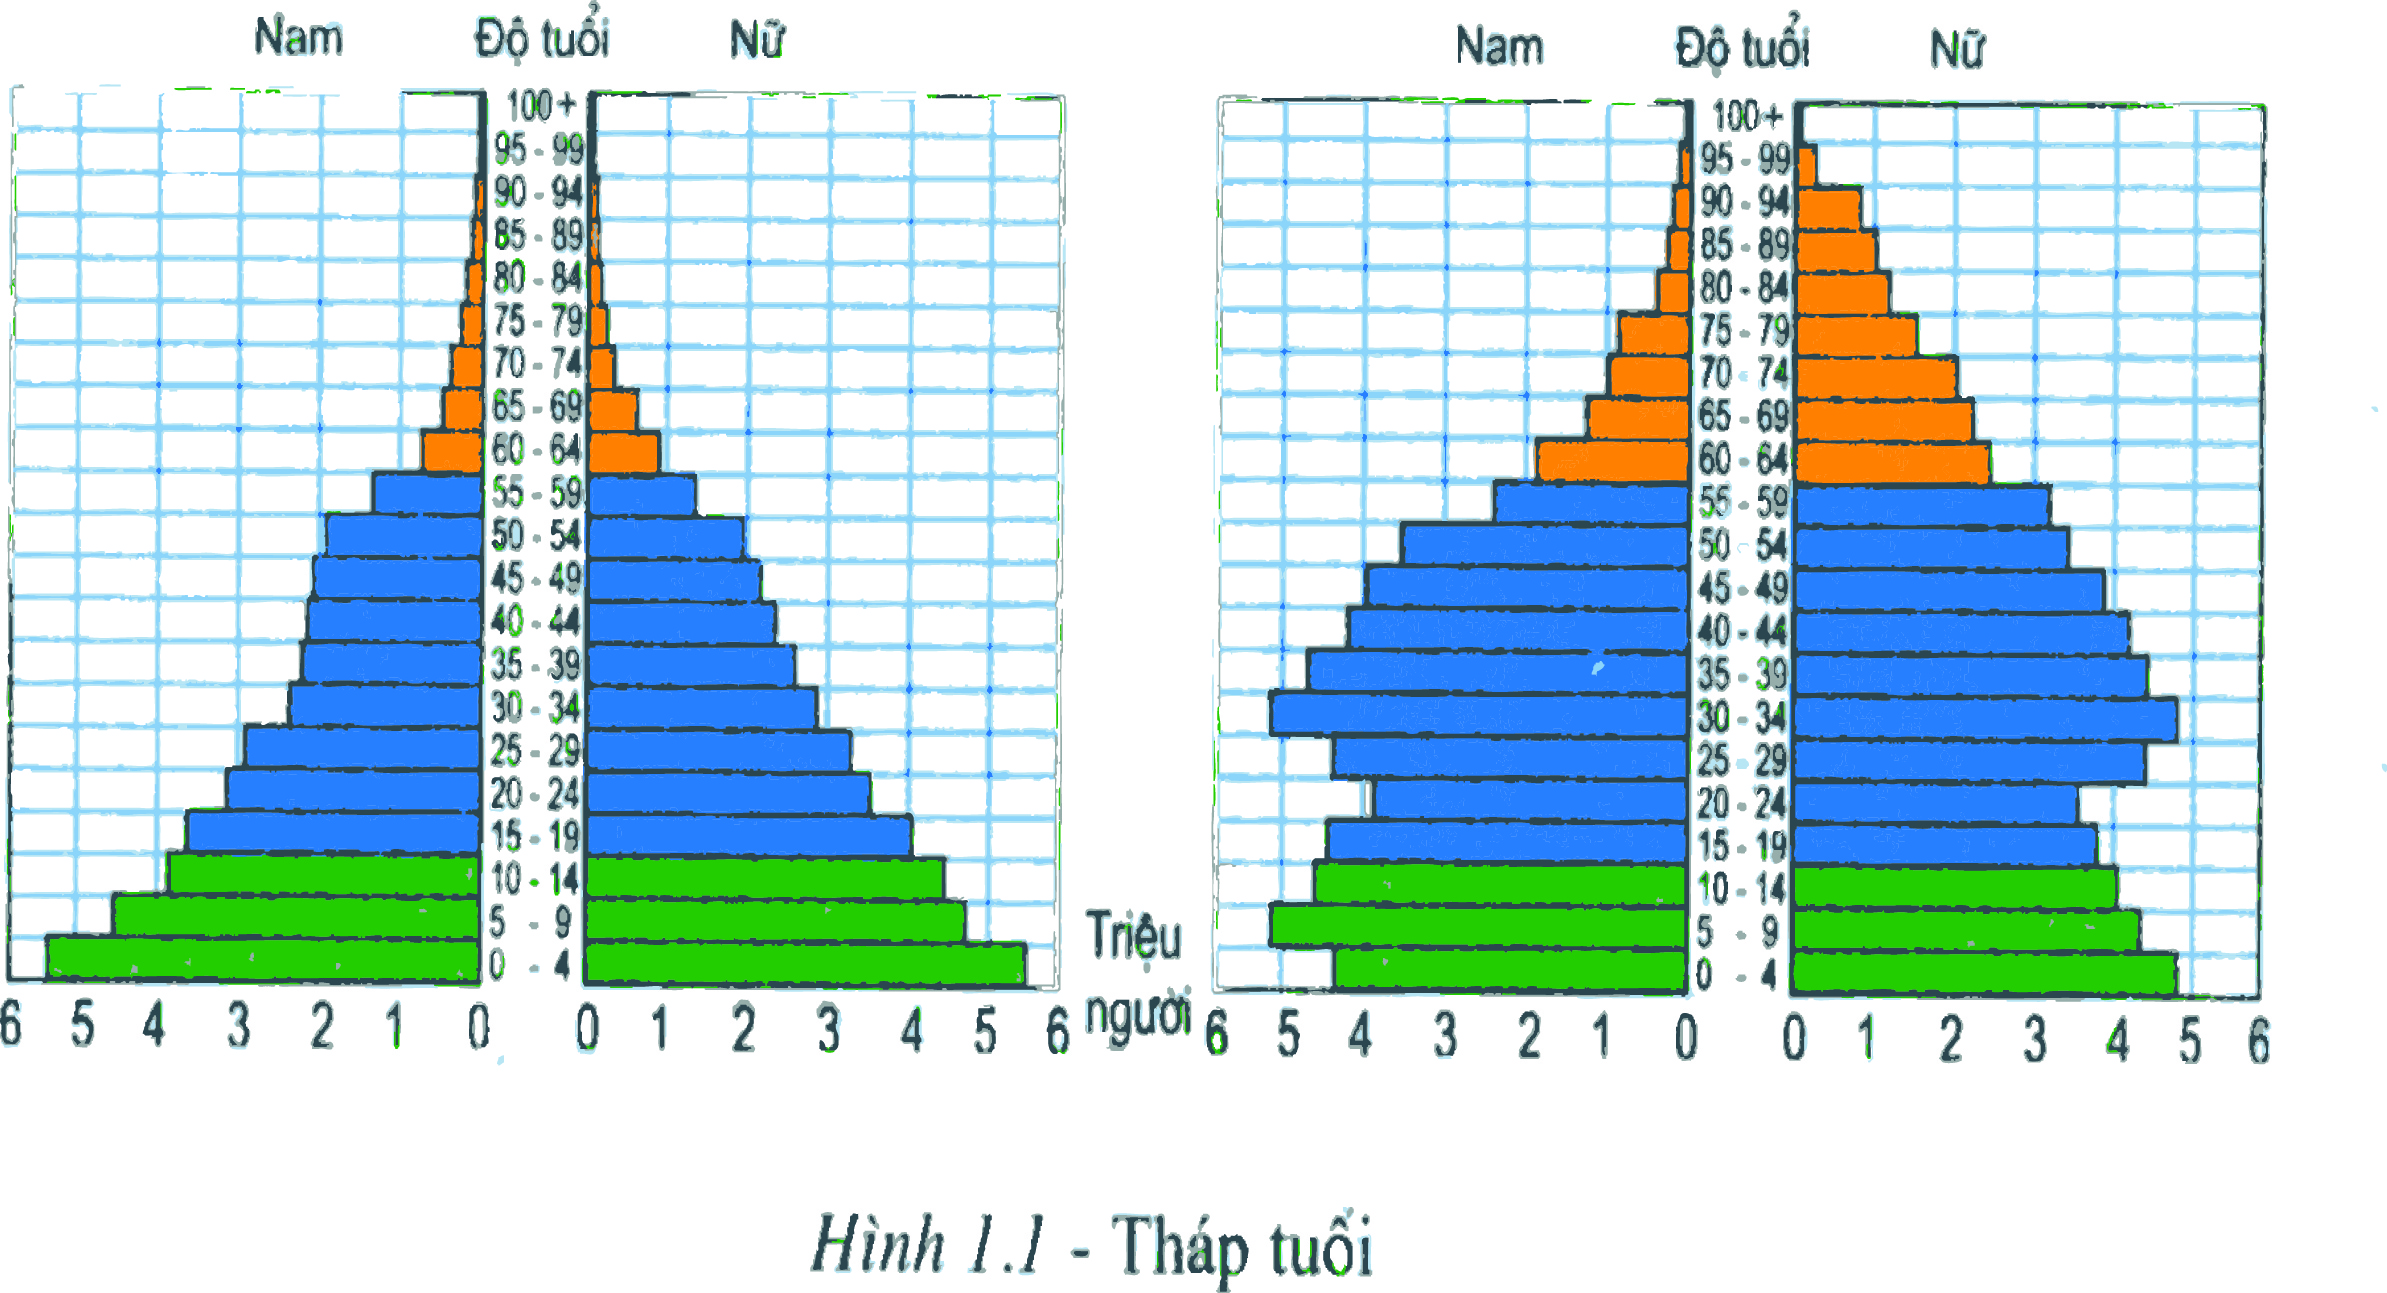 Nam Độ tuổi Nữ
100+
95 - 99
90 - 94
85 - 89
80 - 84
75 - 79
70 - 74
65 - 69
60 - 64
55 - 59
50 - 54
45 - 49
40 - 44
35 - 39
30 - 34
25 - 29
20 - 24
15 - 19
10 - 14
5 - 9
0 - 4
6 5 4 3 2 1 0 0 1 2 3 4 5 6
Triệu
người
Nam Độ tuổi Nữ
100+
95 - 99
90 - 94
85 - 89
80 - 84
75 - 79
70 - 74
65 - 69
60 - 64
55 - 59
50 - 54
45 - 49
40 - 44
35 - 39
30 - 34
25 - 29
20 - 24
15 - 19
10 - 14
5 - 9
0 - 4
6 5 4 3 2 1 0 0 1 2 3 4 5 6
Hình 1.1 - Tháp tuổi